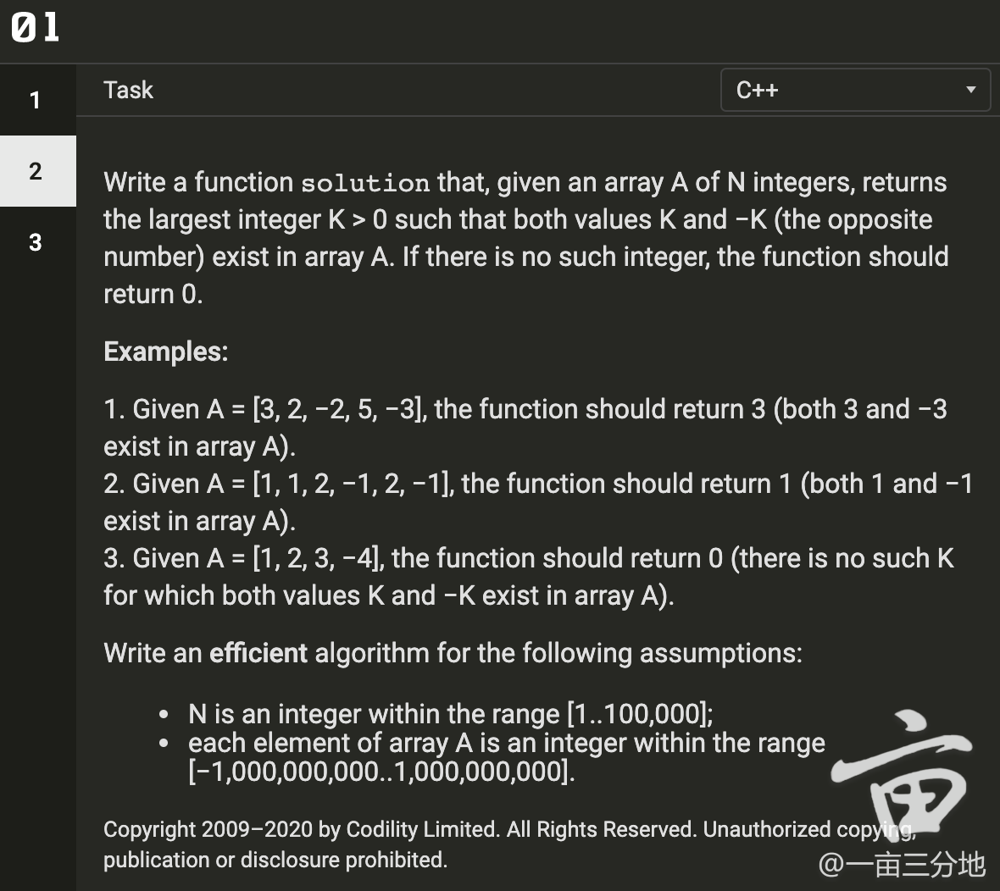 01
1
Task
C++
2
Write a function solution that, given an array A of N integers, returns
the largest integer K > 0 such that both values K and −K (the opposite
3
number) exist in array A. If there is no such integer, the function should
return 0.
Examples:
1. Given A = [3, 2, −2, 5, −3], the function should return 3 (both 3 and −3
exist in array A).
2. Given A = [1, 1, 2, −1, 2, −1], the function should return 1 (both 1 and −1
exist in array A).
3. Given A = [1, 2, 3, −4], the function should return 0 (there is no such K
for which both values K and −K exist in array A).
Write an efficient algorithm for the following assumptions:
• N is an integer within the range [1..100,000];
• each element of array A is an integer within the range
[−1,000,000,000..1,000,000,000].
Copyright 2009–2020 by Codility Limited. All Rights Reserved. Unauthorized copying,
publication or disclosure prohibited.
亩
@一亩三分地